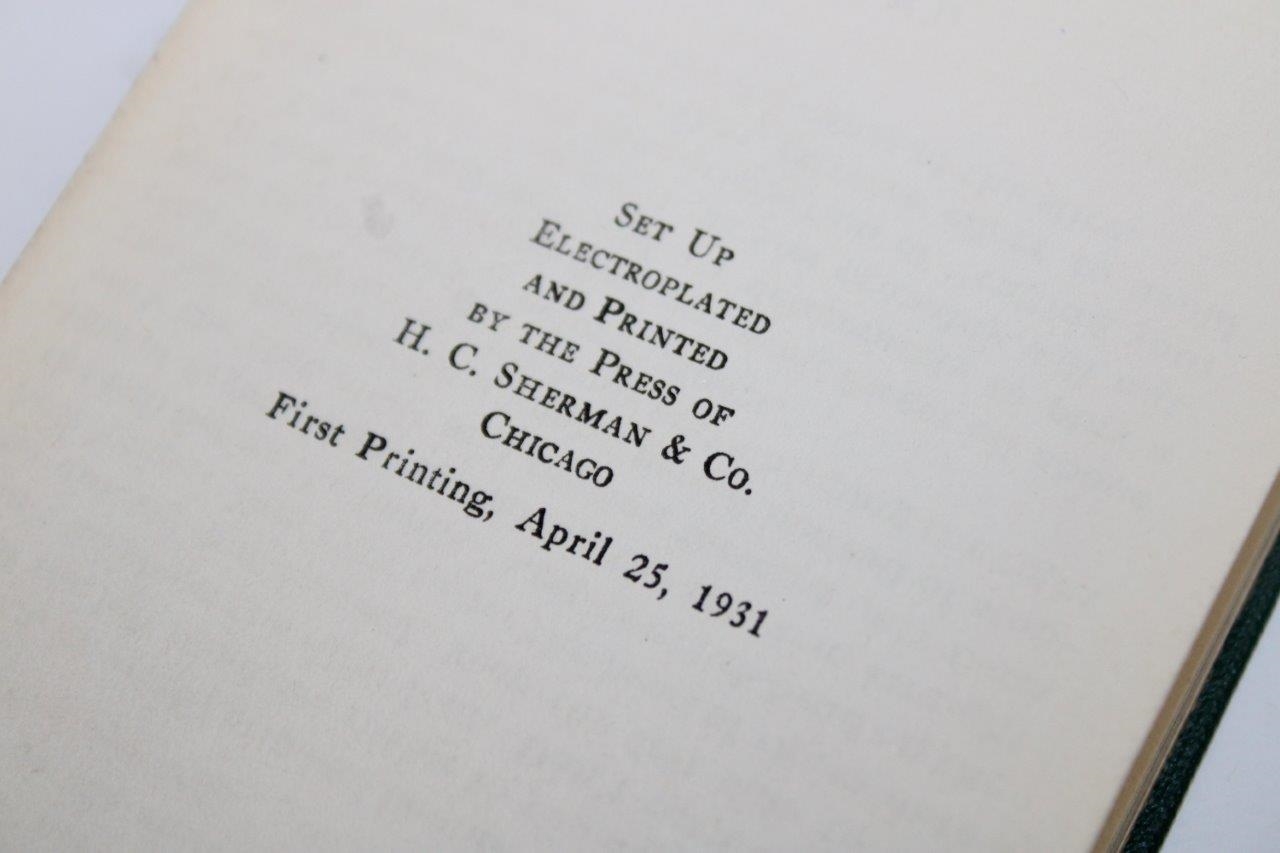 Set Up
Electroplated
and Printed
by the Press of
H. C. Sherman & Co.
Chicago
First Printing, April 25, 1931